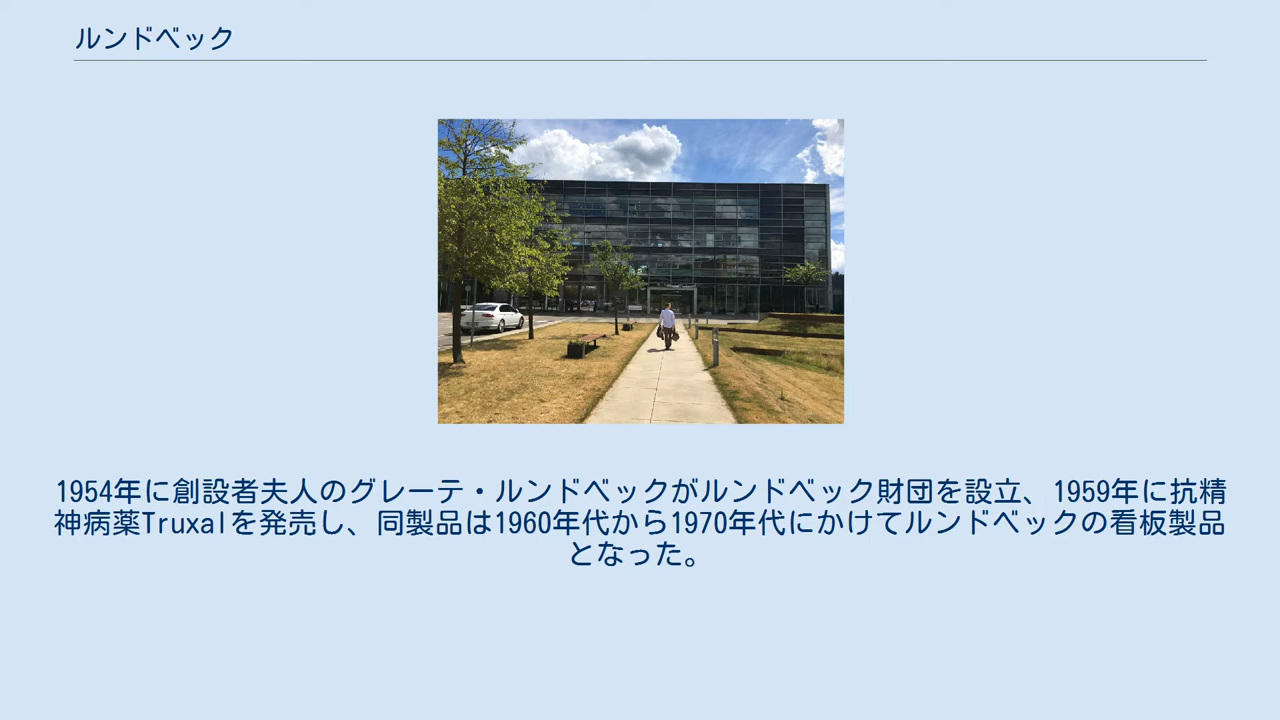 ルンドベック
1954年に創設者夫人のグレーテ・ルンドベックがルンドベック財団を設立、1959年に抗精
神病薬Truxalを発売し、同製品は1960年代から1970年代にかけてルンドベックの看板製品
となった。